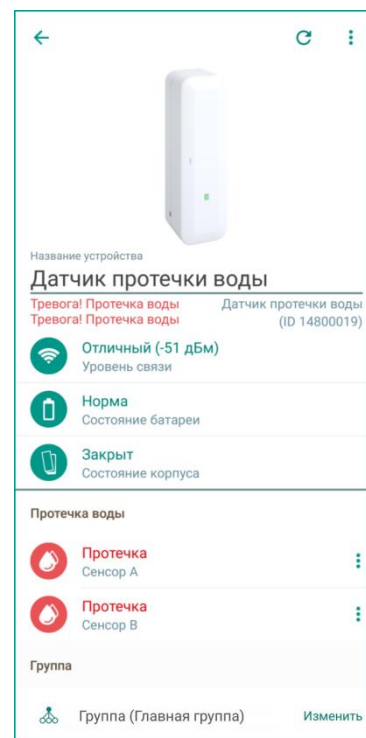 Название устройства
Датчик протечки воды
Тревога! Протечка воды Датчик протечки воды
Тревога! Протечка воды (ID 14800019)
Отличный (-51 дБм)
Уровень связи
Норма
Состояние батареи
Закрыт
Состояние корпуса
Протечка воды
Протечка
Сенсор A
Протечка
Сенсор B
Группа
Группа (Главная группа) Изменить